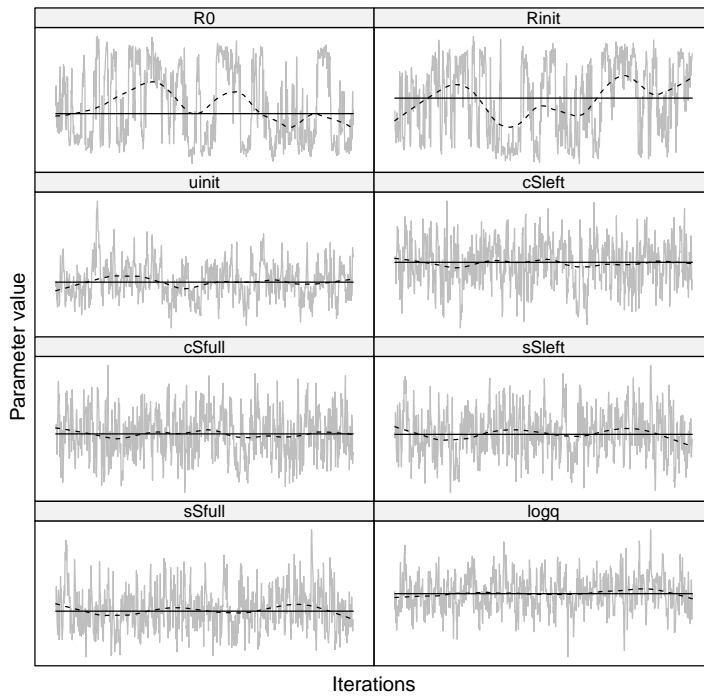 R0
Rinit
uinit
cSleft
cSfull
sSleft
sSfull
logq
Parameter value
Iterations